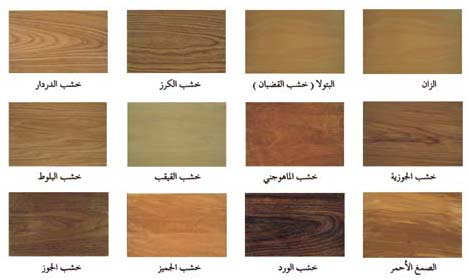 الزان
البتولا ( خشب القضبان )
خشب الكرز
خشب الدردار
خشب الجوزية
خشب الماهوجني
خشب القيقب
خشب البلوط
الصمغ الأحمر
خشب الورد
خشب الجميز
خشب الجوز